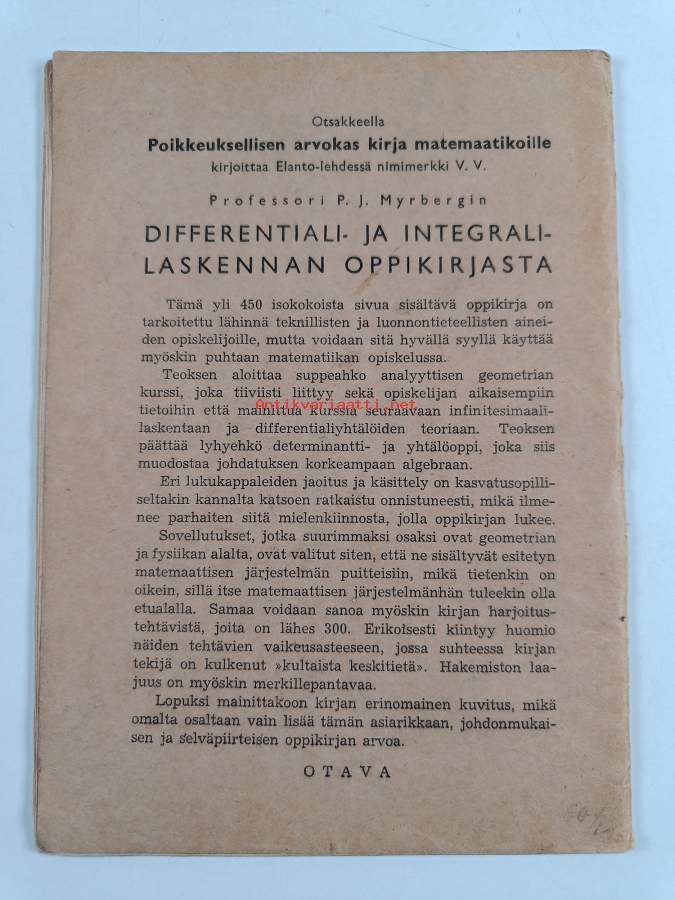 Otsakkeella
Poikkeuksellisen arvokas kirja matemaatikoille
kirjoittaa Elanto-lehdessä nimimerkki V. V.
Professori P. J. Myrbergin
DIFFERENTIALI- JA INTEGRALI-
LASKENNAN OPPIKIRJASTA
Tämä yli 450 isokokoista sivua sisältävä oppikirja on
tarkoitettu lähinnä teknillisten ja luonnontieteellisten ainei-
den opiskelijoille, mutta voidaan sitä hyvällä syyllä käyttää
myöskin puhtaan matematiikan opiskelussa.
Teoksen aloittaa suppeahko analyyttisen geometrian
kurssi, joka tiiviisti liittyy sekä opiskelijan aikaisempiin
Antikvariaatti.net
tietoihin että mainittua kurssia seuraavaan infinitesimaali-
laskentaan ja differentialiyhtälöiden teoriaan. Teoksen
päättää lyhyehkö determinantti- ja yhtälöoppi, joka siis
muodostaa johdatuksen korkeampaan algebraan.
Eri lukukappaleiden jaoitus ja käsittely on kasvatusopilli-
seltakin kannalta katsoen ratkaistu onnistuneesti, mikä ilme-
nee parhaiten siitä mielenkiinnosta, jolla oppikirjan lukee.
Sovellutukset, jotka suurimmaksi osaksi ovat geometrian
ja fysiikan alalta, ovat valitut siten, että ne sisältyvät esitetyn
matemaattisen järjestelmän puitteisiin, mikä tietenkin on
oikein, sillä itse matemaattisen järjestelmänhän tuleekin olla
etualalla. Samaa voidaan sanoa myöskin kirjan harjoitus-
tehtävistä, joita on lähes 300. Erikoisesti kiintyy huomio
näiden tehtävien vaikeusasteeseen, jossa suhteessa kirjan
tekijä on kulkenut »kultaista keskitietä». Hakemiston laa-
juus on myöskin merkillepantavaa.
Lopuksi mainittakoon kirjan erinomainen kuvitus, mikä
omalta osaltaan vain lisää tämän asiarikkaan, johdonmukai-
sen ja selväpiirteisen oppikirjan arvoa.
OTAVA